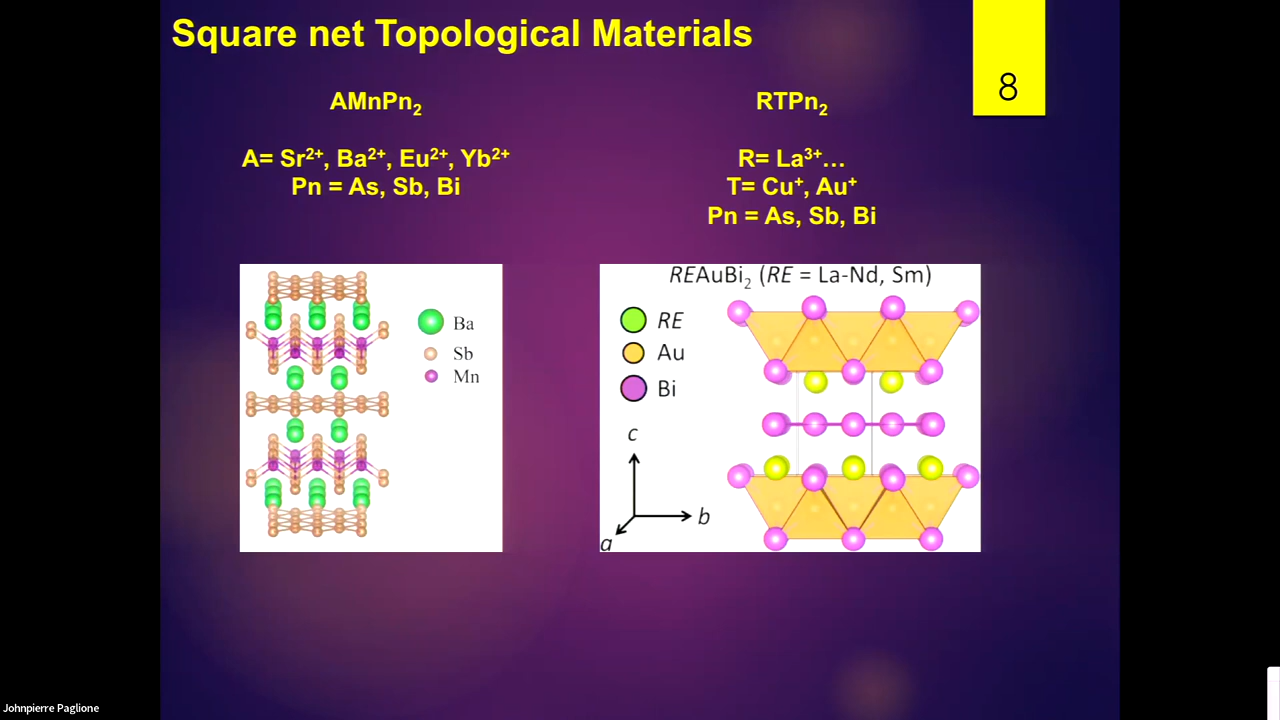 Square net Topological Materials
8
AMnPn₂
A= Sr²⁺, Ba²⁺, Eu²⁺, Yb²⁺
Pn = As, Sb, Bi
RTPn₂
R= La³⁺...
T= Cu⁺, Au⁺
Pn = As, Sb, Bi
Ba
Sb
Mn
REAuBi₂ (RE = La-Nd, Sm)
RE
Au
Bi
c
b
a
Johnpierre Paglione